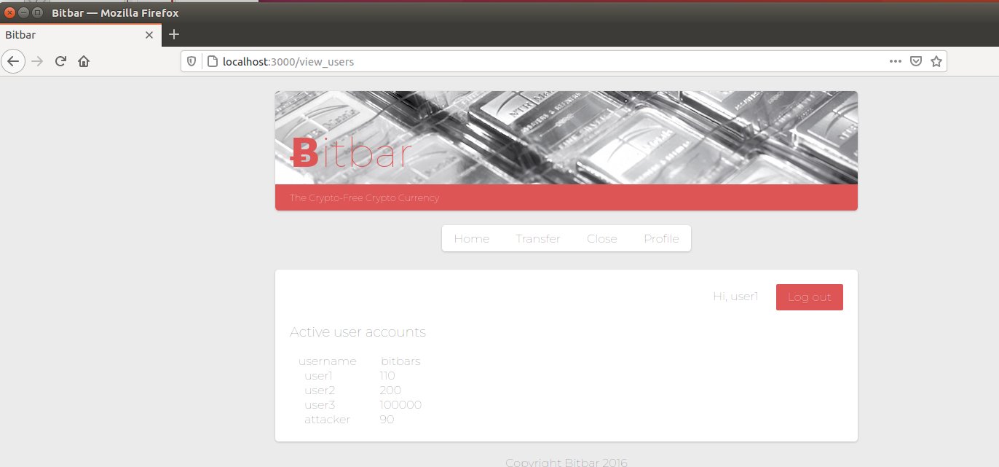 Bitbar — Mozilla Firefox
Bitbar
localhost:3000/view_users
Ƀitbar
The Crypto-Free Crypto Currency
Home Transfer Close Profile
Hi, user1 Log out
Active user accounts
username bitbars
user1 110
user2 200
user3 100000
attacker 90
Copyright Bitbar 2016